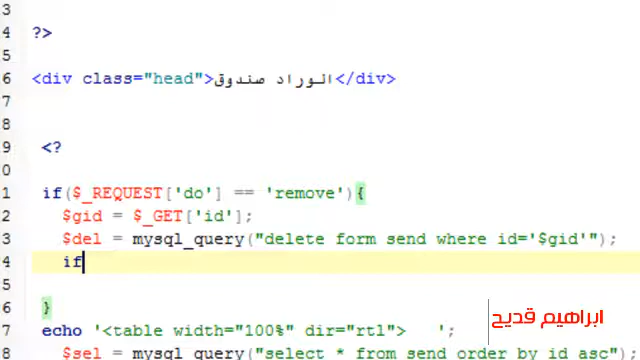 3
4 ?>
5
6 <div class="head">الوراد صندوق</div>
7
8
9 <?
0
1 if($_REQUEST['do'] == 'remove'){
2 $gid = $_GET['id'];
3 $del = mysql_query("delete form send where id='$gid'");
4 if
5
6 }
7 echo '<table width="100%" dir="rtl"> ';
8 $sel = mysql_query("select * from send order by id asc");
ابراهيم قديح